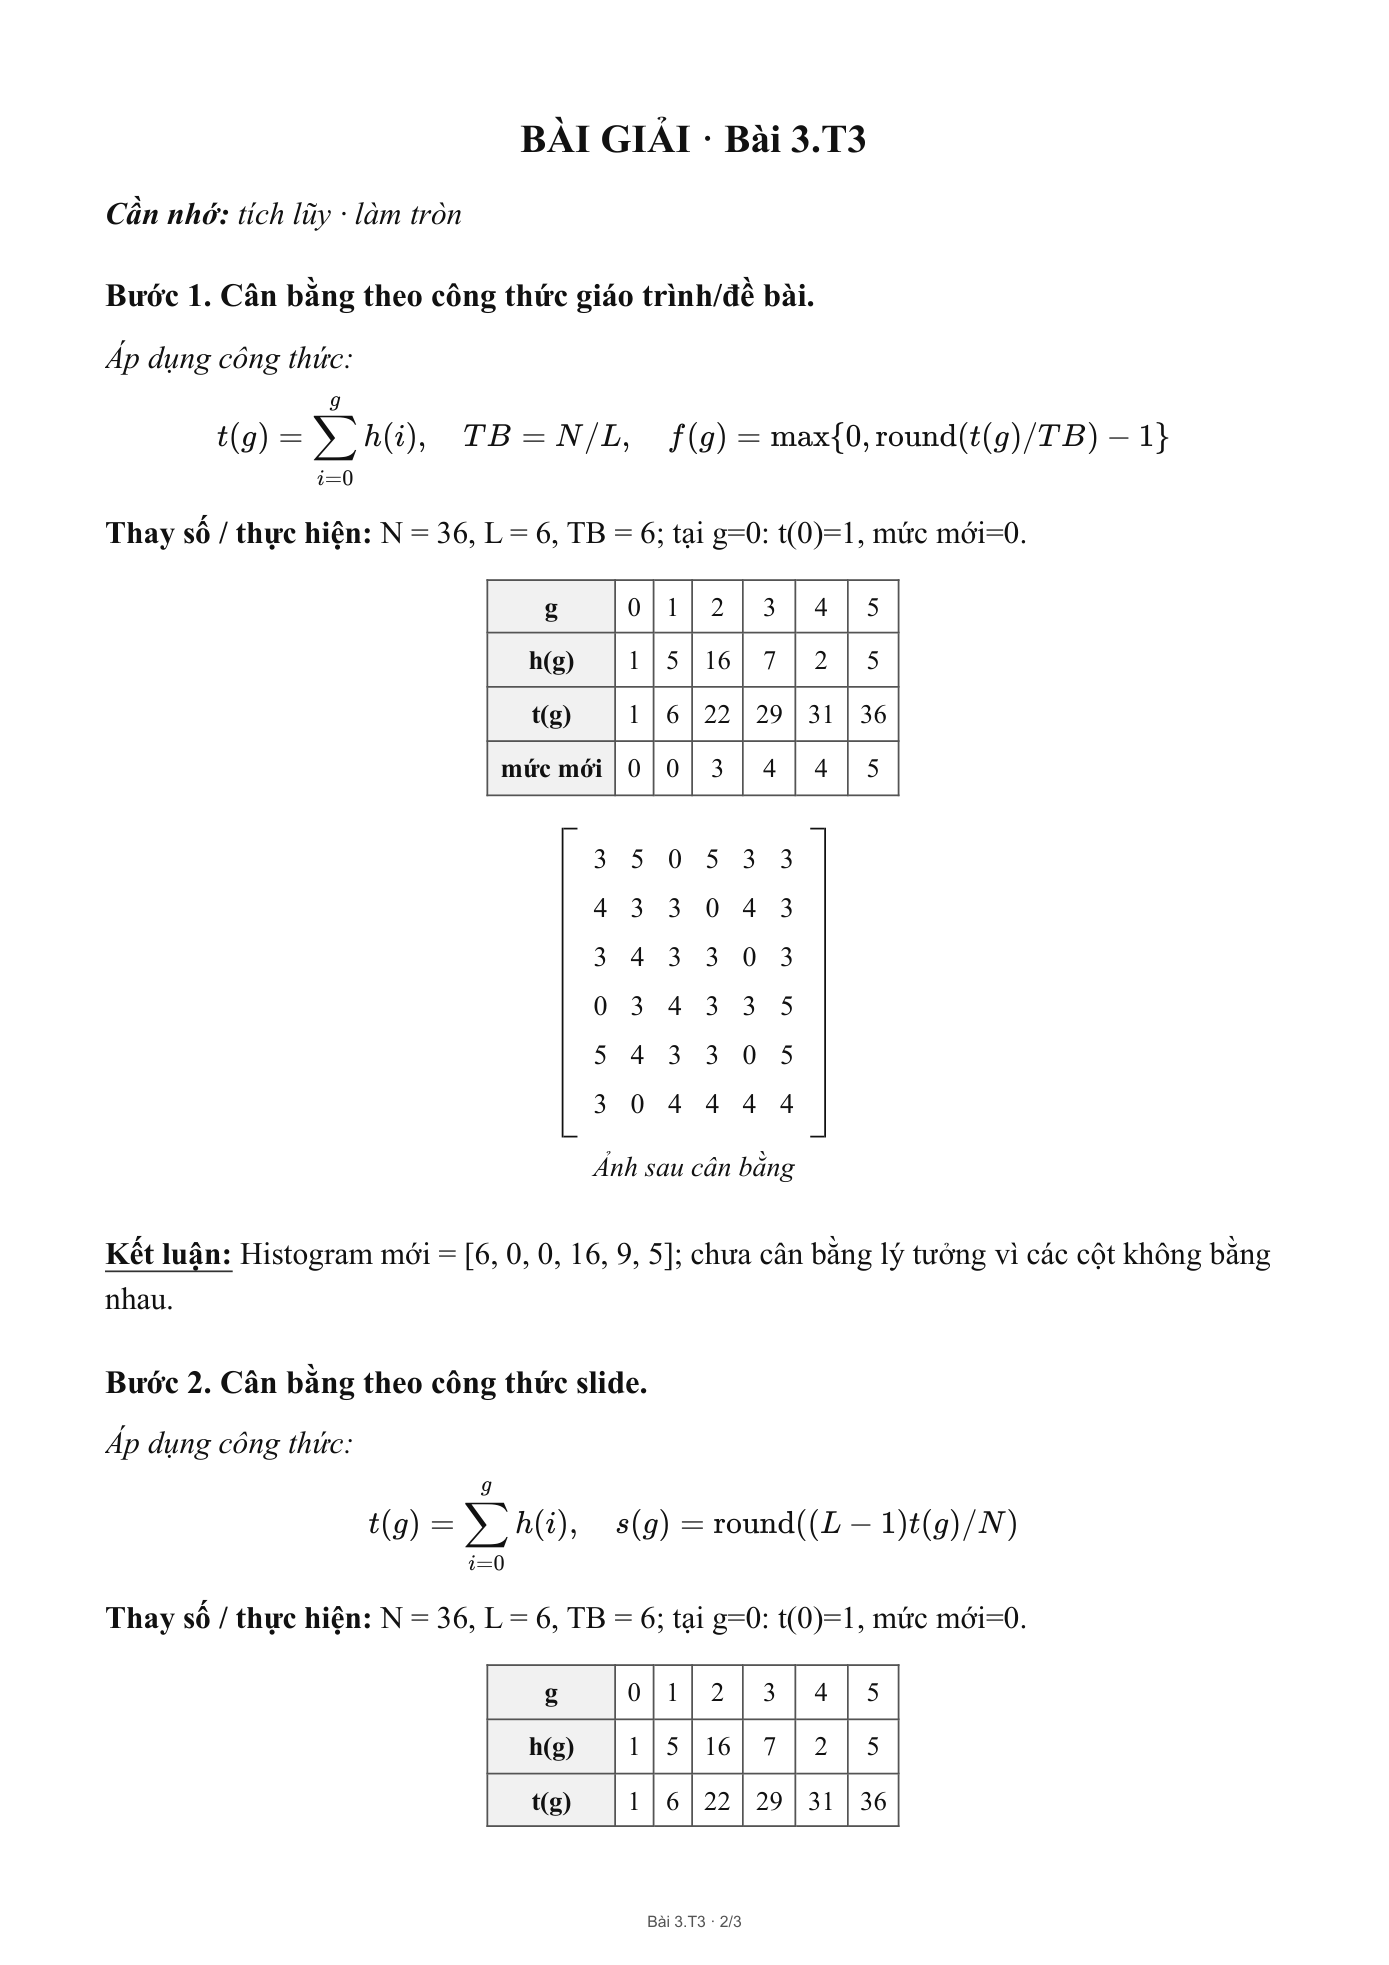 BÀI GIẢI · Bài 3.T3
Cần nhớ: tích lũy · làm tròn
Bước 1. Cân bằng theo công thức giáo trình/đề bài.
Áp dụng công thức:
t(g) = ∑_{i=0}^{g} h(i), TB = N/L, f(g) = max{0, round(t(g)/TB) − 1}
Thay số / thực hiện: N = 36, L = 6, TB = 6; tại g=0: t(0)=1, mức mới=0.
g 0 1 2 3 4 5
h(g) 1 5 16 7 2 5
t(g) 1 6 22 29 31 36
mức mới 0 0 3 4 4 5
3 5 0 5 3 3
4 3 3 0 4 3
3 4 3 3 0 3
0 3 4 3 3 5
5 4 3 3 0 5
3 0 4 4 4 4
Ảnh sau cân bằng
Kết luận: Histogram mới = [6, 0, 0, 16, 9, 5]; chưa cân bằng lý tưởng vì các cột không bằng
nhau.
Bước 2. Cân bằng theo công thức slide.
Áp dụng công thức:
t(g) = ∑_{i=0}^{g} h(i), s(g) = round((L − 1)t(g)/N)
Thay số / thực hiện: N = 36, L = 6, TB = 6; tại g=0: t(0)=1, mức mới=0.
g 0 1 2 3 4 5
h(g) 1 5 16 7 2 5
t(g) 1 6 22 29 31 36
Bài 3.T3 · 2/3